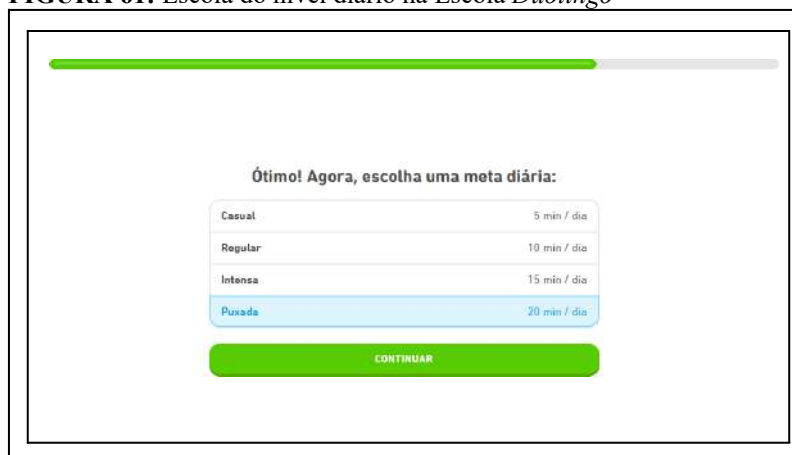 FIGURA 01: Escola do nível diário na Escola Duolingo
Ótimo! Agora, escolha uma meta diária:
Casual 5 min / dia
Regular 10 min / dia
Intensa 15 min / dia
Puxada 20 min / dia
CONTINUAR